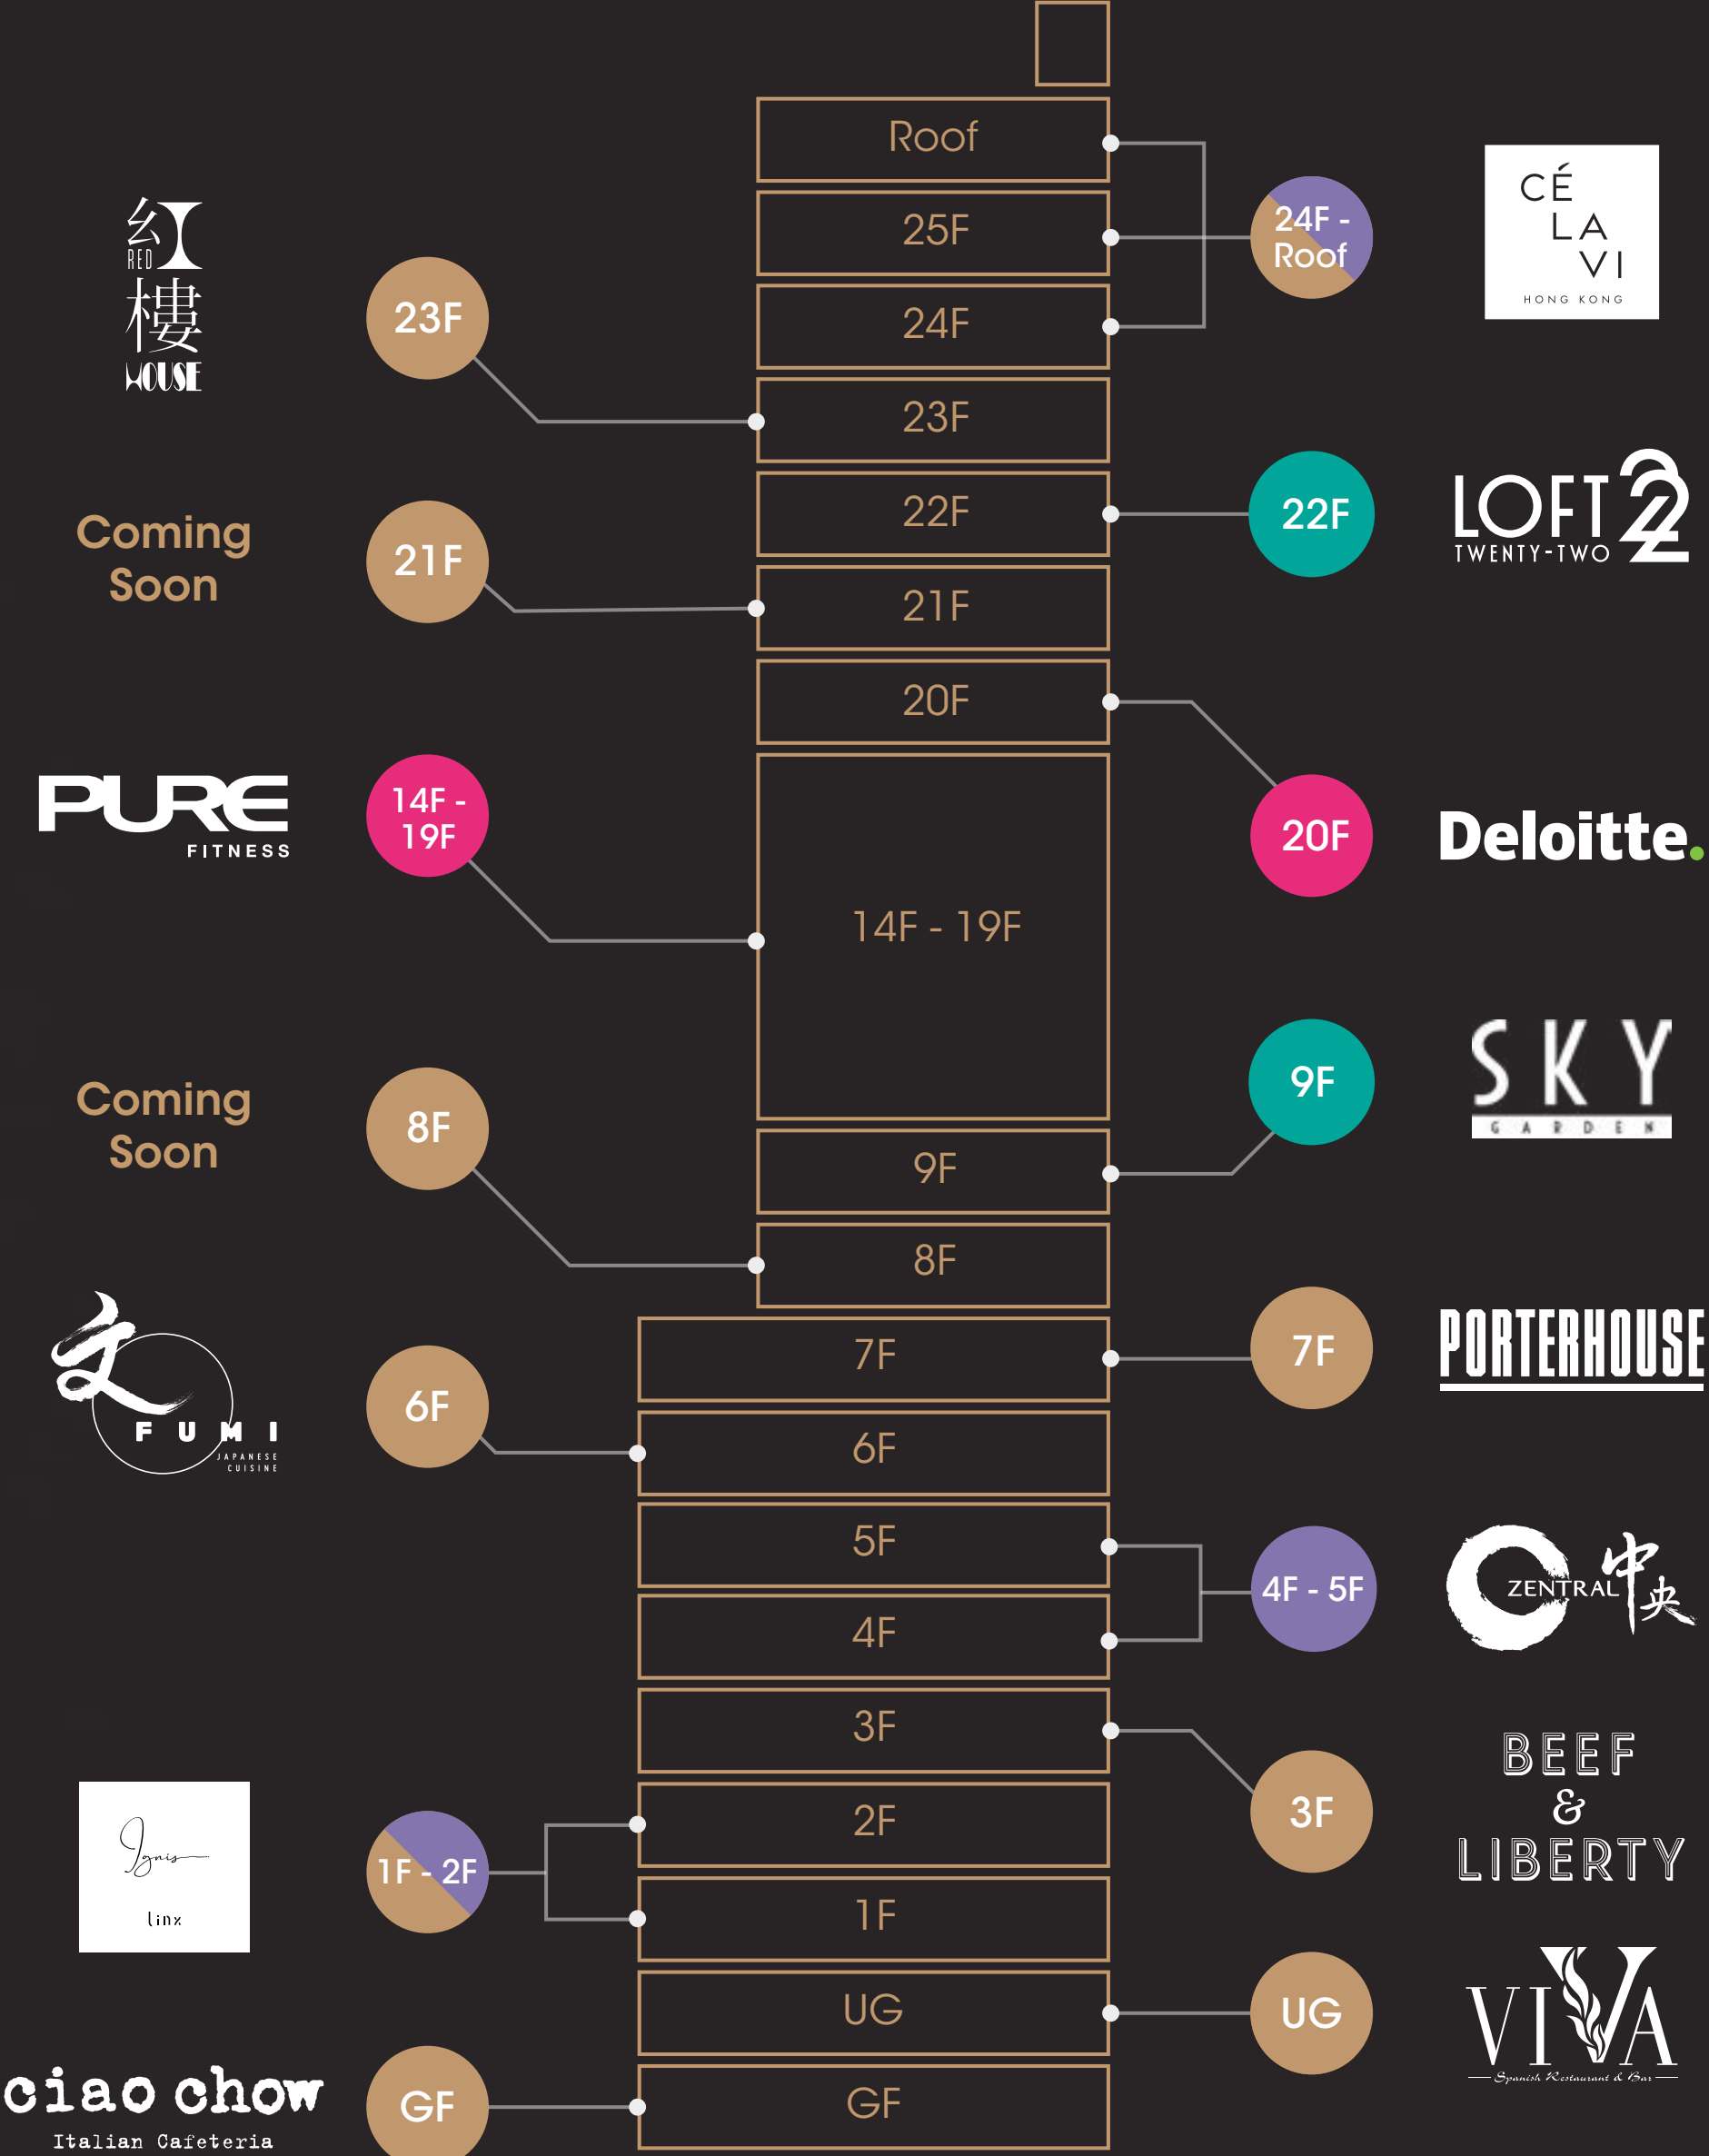 Roof
25F
24F
23F
22F
21F
20F
14F - 19F
9F
8F
7F
6F
5F
4F
3F
2F
1F
UG
GF
紅
RED
樓
HOUSE
23F
Coming
Soon
21F
PURE
FITNESS
14F -
19F
Coming
Soon
8F
文
FUMI
JAPANESE
CUISINE
6F
Ignis
linx
1F - 2F
ciao chow
Italian Cafeteria
GF
24F -
Roof
CÉ
LA
VI
HONG KONG
22F
LOFT 22
TWENTY-TWO
20F
Deloitte.
9F
SKY
GARDEN
7F
PORTERHOUSE
4F - 5F
ZENTRAL 中央
3F
BEEF
&
LIBERTY
UG
VIVA
Spanish Restaurant & Bar